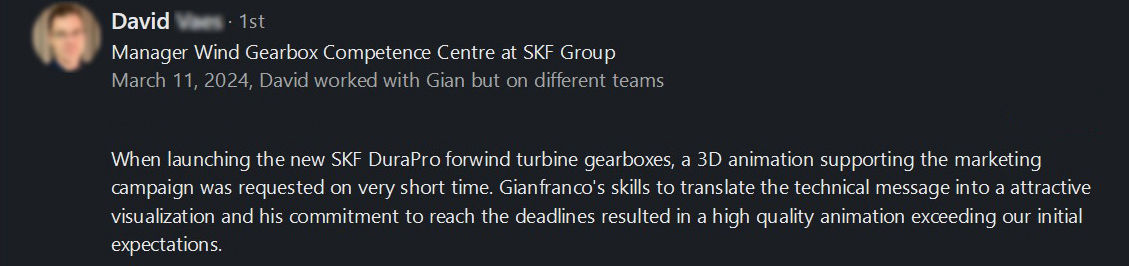 David · 1st
Manager Wind Gearbox Competence Centre at SKF Group
March 11, 2024, David worked with Gian but on different teams
When launching the new SKF DuraPro forwind turbine gearboxes, a 3D animation supporting the marketing
campaign was requested on very short time. Gianfranco's skills to translate the technical message into a attractive
visualization and his commitment to reach the deadlines resulted in a high quality animation exceeding our initial
expectations.